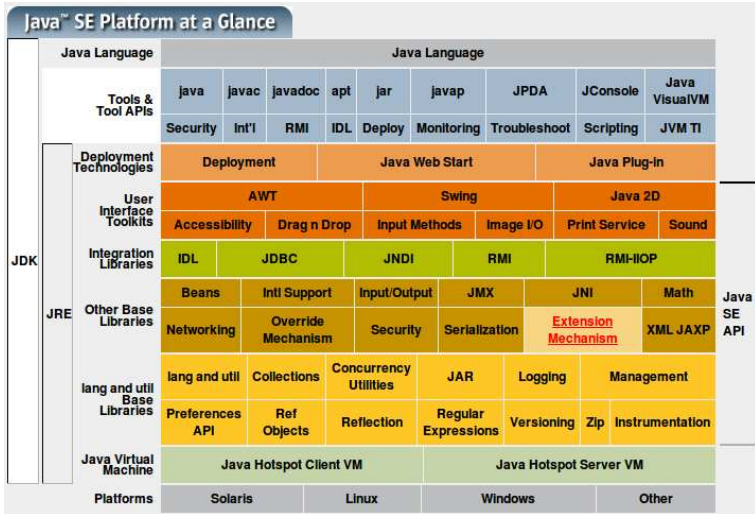 Java™ SE Platform at a Glance
Java Language
Java Language
Tools &
Tool APIs
java javac javadoc apt jar javap JPDA JConsole Java
VisualVM
Security Int'l RMI IDL Deploy Monitoring Troubleshoot Scripting JVM TI
Deployment
Technologies
Deployment Java Web Start Java Plug-in
User
Interface
Toolkits
AWT Swing Java 2D
Accessibility Drag n Drop Input Methods Image I/O Print Service Sound
Integration
Libraries
IDL JDBC JNDI RMI RMI-IIOP
Other Base
Libraries
Beans Intl Support Input/Output JMX JNI Math
Networking Override
Mechanism Security Serialization Extension
Mechanism XML JAXP
lang and util
Base
Libraries
lang and util Collections Concurrency
Utilities JAR Logging Management
Preferences
API Ref
Objects Reflection Regular
Expressions Versioning Zip Instrumentation
Java Virtual
Machine
Java Hotspot Client VM Java Hotspot Server VM
Platforms
Solaris Linux Windows Other
JDK
JRE
Java
SE
API